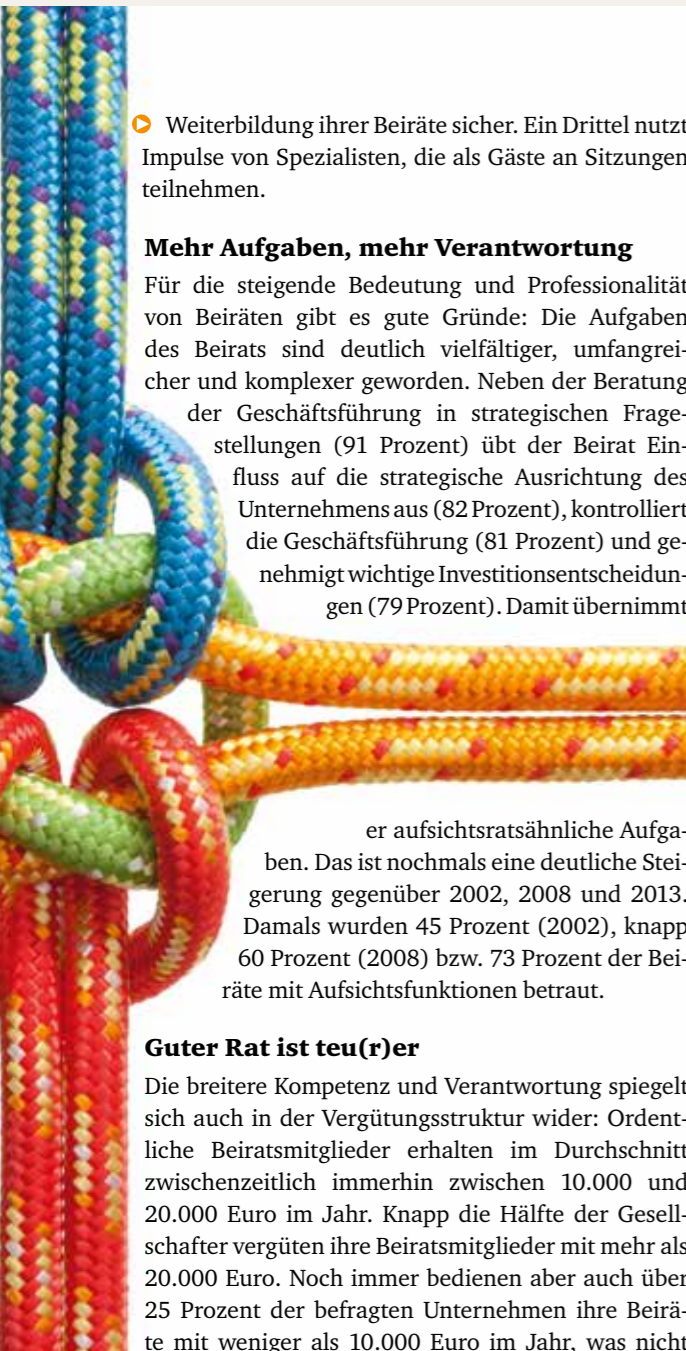 Weiterbildung ihrer Beiräte sicher. Ein Drittel nutzt
Impulse von Spezialisten, die als Gäste an Sitzungen
teilnehmen.
Mehr Aufgaben, mehr Verantwortung
Für die steigende Bedeutung und Professionalität
von Beiräten gibt es gute Gründe: Die Aufgaben
des Beirats sind deutlich vielfältiger, umfangrei-
cher und komplexer geworden. Neben der Beratung
der Geschäftsführung in strategischen Frage-
stellungen (91 Prozent) übt der Beirat Ein-
fluss auf die strategische Ausrichtung des
Unternehmens aus (82 Prozent), kontrolliert
die Geschäftsführung (81 Prozent) und ge-
nehmigt wichtige Investitionsentscheidun-
gen (79 Prozent). Damit übernimmt
er aufsichtsratsähnliche Aufga-
ben. Das ist nochmals eine deutliche Stei-
gerung gegenüber 2002, 2008 und 2013.
Damals wurden 45 Prozent (2002), knapp
60 Prozent (2008) bzw. 73 Prozent der Bei-
räte mit Aufsichtsfunktionen betraut.
Guter Rat ist teu(r)er
Die breitere Kompetenz und Verantwortung spiegelt
sich auch in der Vergütungsstruktur wider: Ordent-
liche Beiratsmitglieder erhalten im Durchschnitt
zwischenzeitlich immerhin zwischen 10.000 und
20.000 Euro im Jahr. Knapp die Hälfte der Gesell-
schafter vergüten ihre Beiratsmitglieder mit mehr als
20.000 Euro. Noch immer bedienen aber auch über
25 Prozent der befragten Unternehmen ihre Beirä-
te mit weniger als 10.000 Euro im Jahr, was nicht